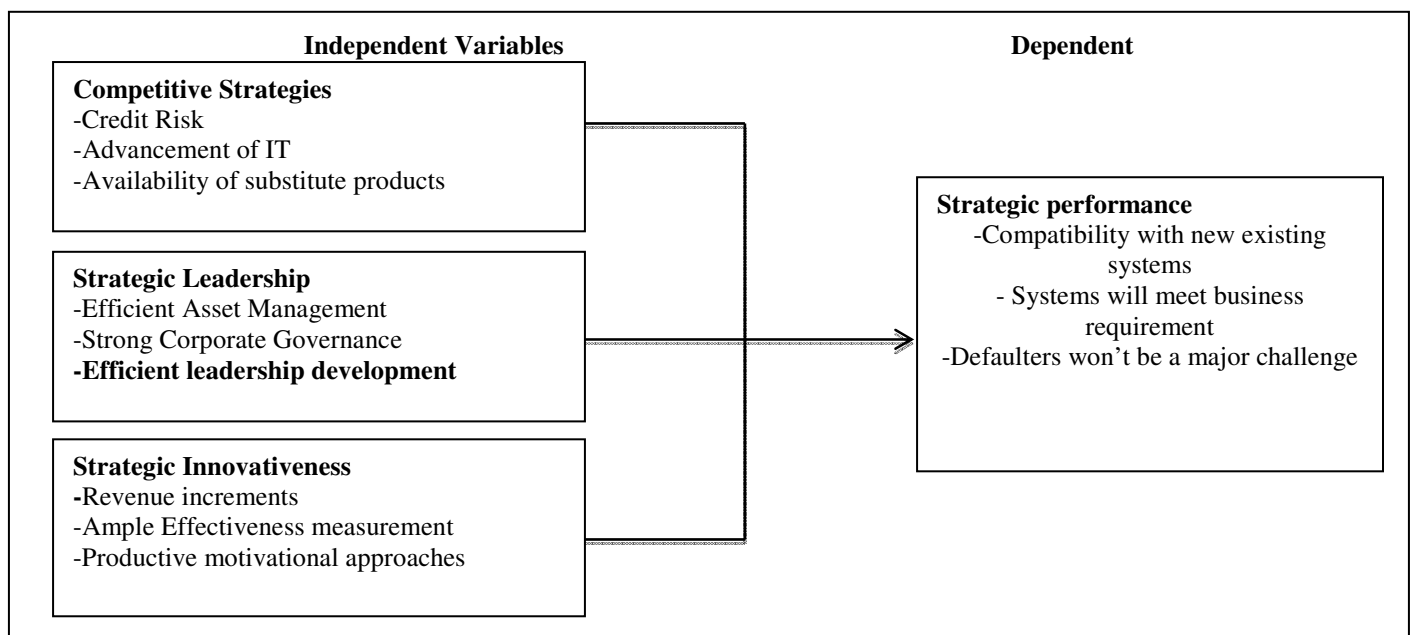 Independent Variables
Dependent
Competitive Strategies
-Credit Risk
-Advancement of IT
-Availability of substitute products
Strategic Leadership
-Efficient Asset Management
-Strong Corporate Governance
-Efficient leadership development
Strategic Innovativeness
-Revenue increments
-Ample Effectiveness measurement
-Productive motivational approaches
Strategic performance
-Compatibility with new existing
systems
- Systems will meet business
requirement
-Defaulters won’t be a major challenge